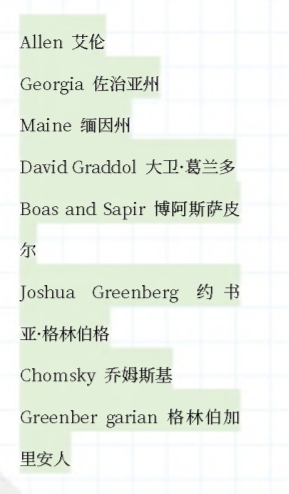 Allen 艾伦
Georgia 佐治亚州
Maine 缅因州
David Graddol 大卫·葛兰多
Boas and Sapir 博阿斯萨皮
尔
Joshua Greenberg 约书
亚·格林伯格
Chomsky 乔姆斯基
Greenber garian 格林伯加
里安人